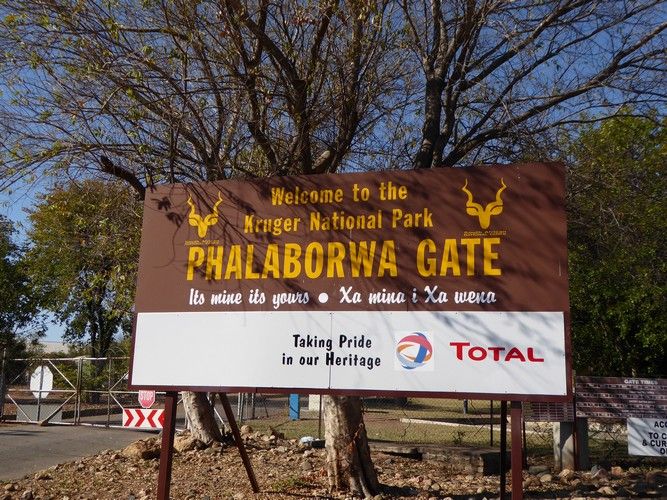 Welcome to the
Kruger National Park
PHALABORWA GATE
Its mine its yours • Xa mina i Xa wena
Taking Pride
in our Heritage
TOTAL
STOP
GATE TIMES